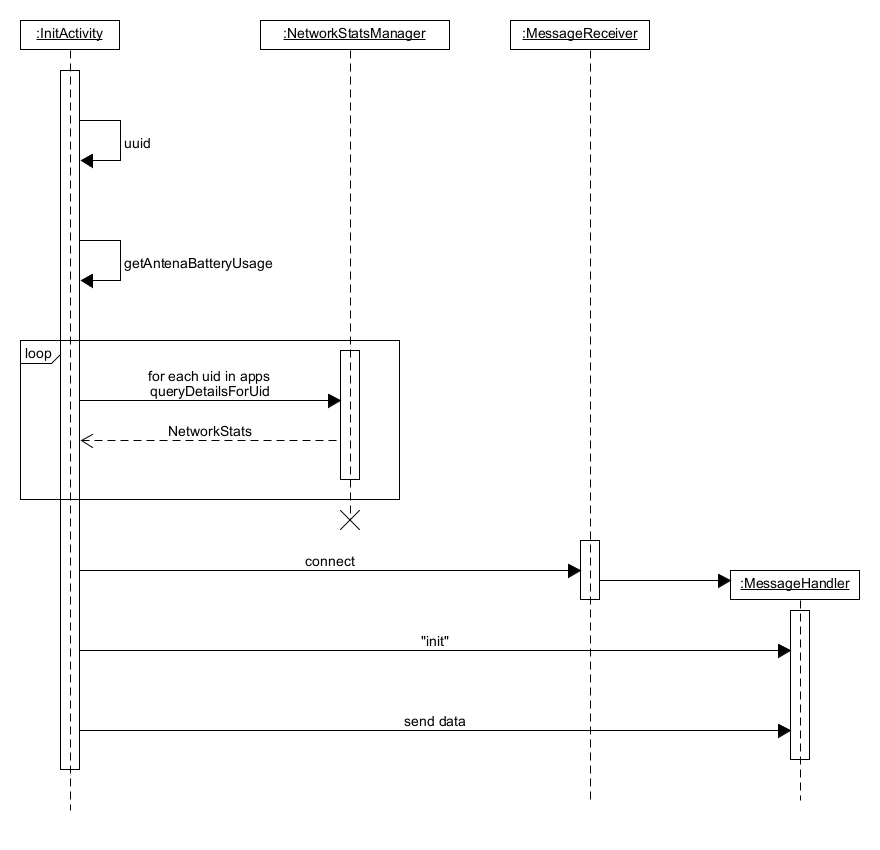 :InitActivity
:NetworkStatsManager
:MessageReceiver
uuid
getAntenaBatteryUsage
loop
for each uid in apps
queryDetailsForUid
NetworkStats
connect
:MessageHandler
"init"
send data